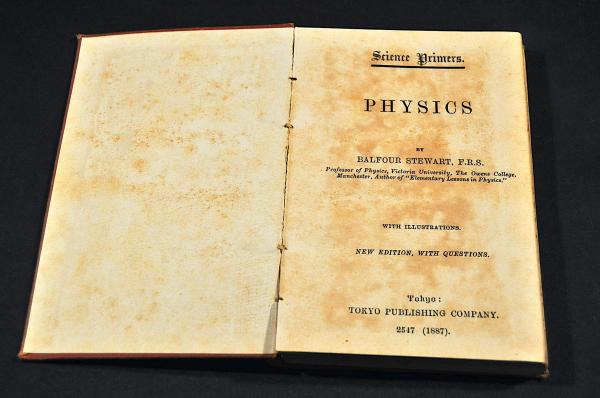 Science Primers.
PHYSICS
BY
BALFOUR STEWART, F.R.S.
Professor of Physics, Victoria University, The Owens College,
Manchester, Author of "Elementary Lessons in Physics."
WITH ILLUSTRATIONS.
NEW EDITION, WITH QUESTIONS.
Tokyo:
TOKYO PUBLISHING COMPANY.
2547 (1887).